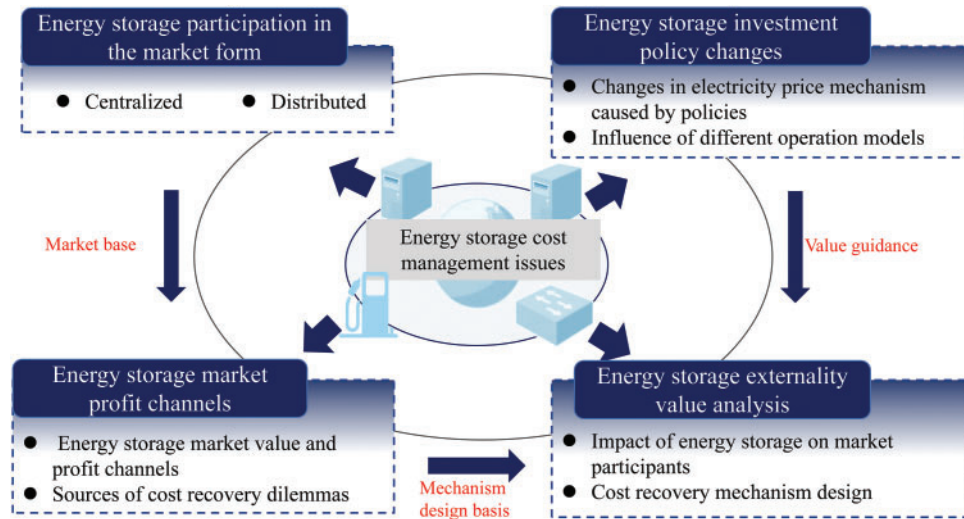 Energy storage participation in
the market form
● Centralized ● Distributed
Energy storage investment
policy changes
● Changes in electricity price mechanism
caused by policies
● Influence of different operation models
Market base
Energy storage cost
management issues
Value guidance
Energy storage market
profit channels
● Energy storage market value and
profit channels
● Sources of cost recovery dilemmas
Mechanism
design basis
Energy storage externality
value analysis
● Impact of energy storage on market
participants
● Cost recovery mechanism design